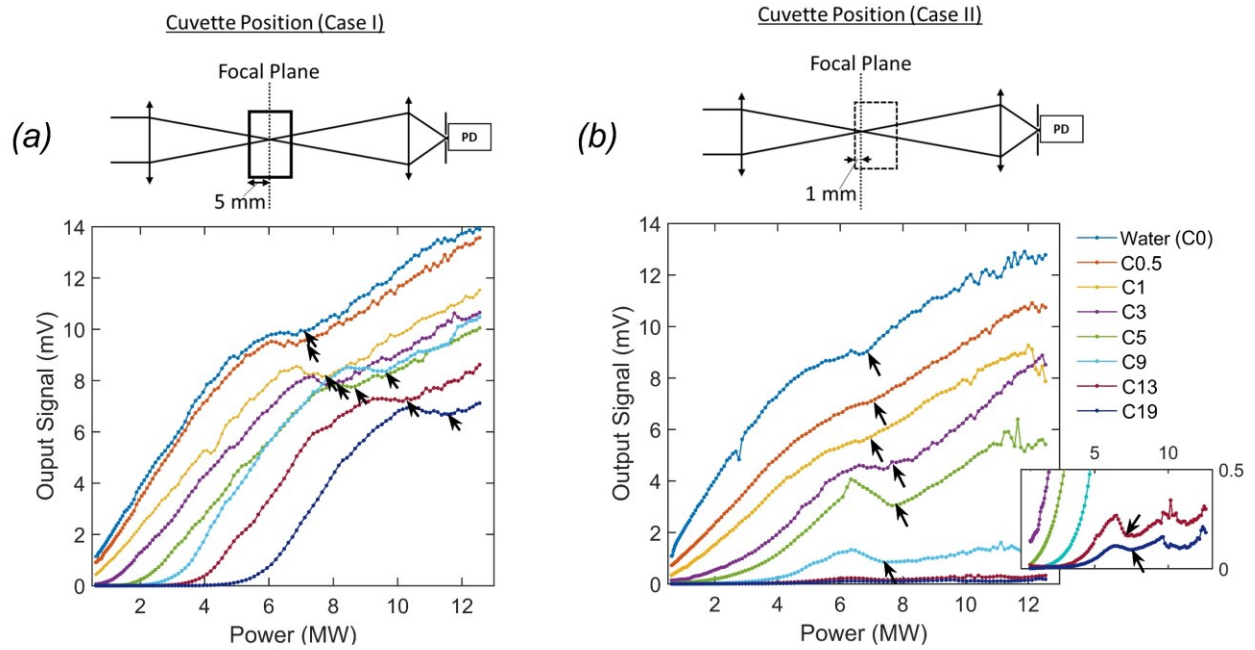 Cuvette Position (Case I)
Focal Plane
(a)
PD
5 mm
14
12
10
8
6
4
2
0
Ouput Signal (mV)
2
4
6
8
10
12
Power (MW)
Cuvette Position (Case II)
Focal Plane
(b)
PD
1 mm
14
12
10
8
6
4
2
0
Output Signal (mV)
2
4
6
8
10
12
Power (MW)
Water (C0)
C0.5
C1
C3
C5
C9
C13
C19
5
10
0.5
5
10
0